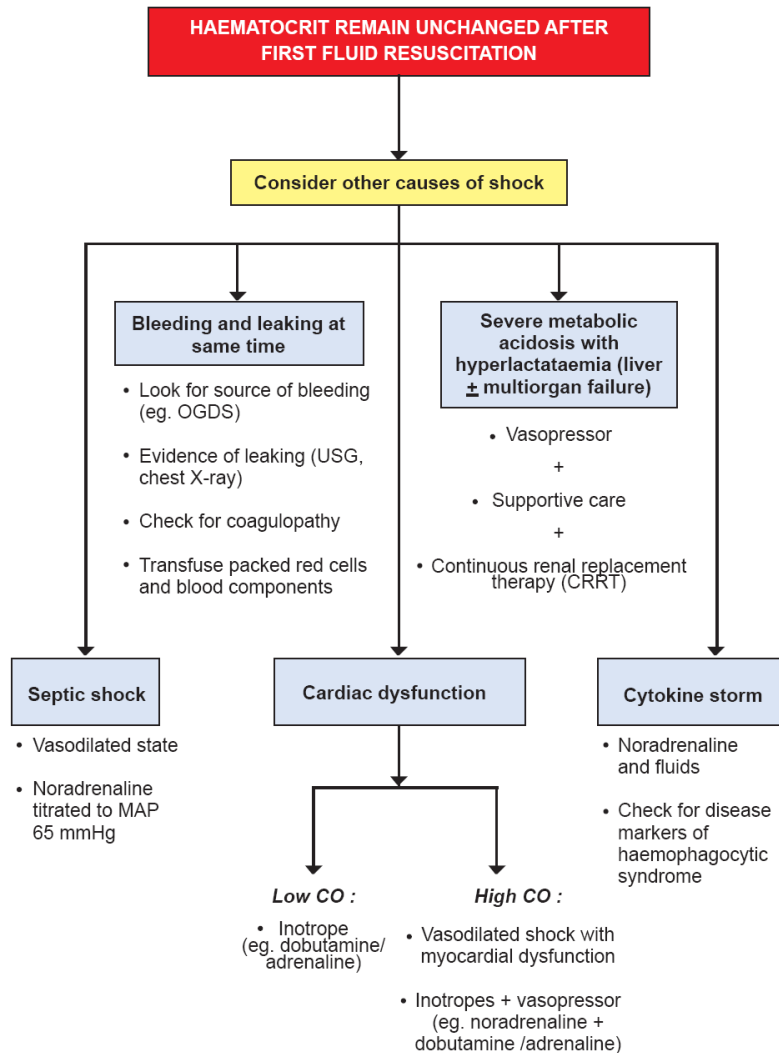 HAEMATOCRIT REMAIN UNCHANGED AFTER
FIRST FLUID RESUSCITATION
Consider other causes of shock
Bleeding and leaking at
same time
• Look for source of bleeding
(eg. OGDS)
• Evidence of leaking (USG,
chest X-ray)
• Check for coagulopathy
• Transfuse packed red cells
and blood components
Severe metabolic
acidosis with
hyperlactataemia (liver
± multiorgan failure)
• Vasopressor
+
• Supportive care
+
• Continuous renal replacement
therapy (CRRT)
Septic shock
• Vasodilated state
• Noradrenaline
titrated to MAP
65 mmHg
Cardiac dysfunction
Low CO :
• Inotrope
(eg. dobutamine/
adrenaline)
High CO :
• Vasodilated shock with
myocardial dysfunction
• Inotropes + vasopressor
(eg. noradrenaline +
dobutamine /adrenaline)
Cytokine storm
• Noradrenaline
and fluids
• Check for disease
markers of
haemophagocytic
syndrome